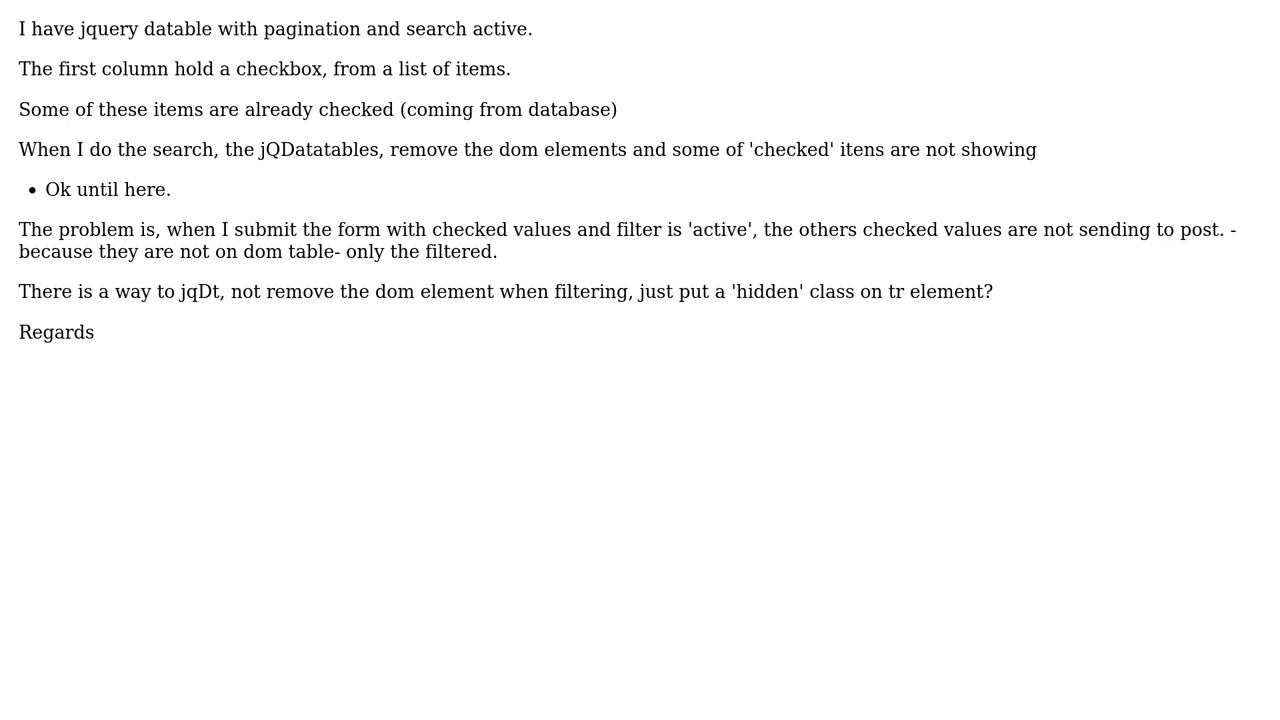 I have jquery datable with pagination and search active.
The first column hold a checkbox, from a list of items.
Some of these items are already checked (coming from database)
When I do the search, the jQDatatables, remove the dom elements and some of 'checked' itens are not showing
• Ok until here.
The problem is, when I submit the form with checked values and filter is 'active', the others checked values are not sending to post. -
because they are not on dom table- only the filtered.
There is a way to jqDt, not remove the dom element when filtering, just put a 'hidden' class on tr element?
Regards